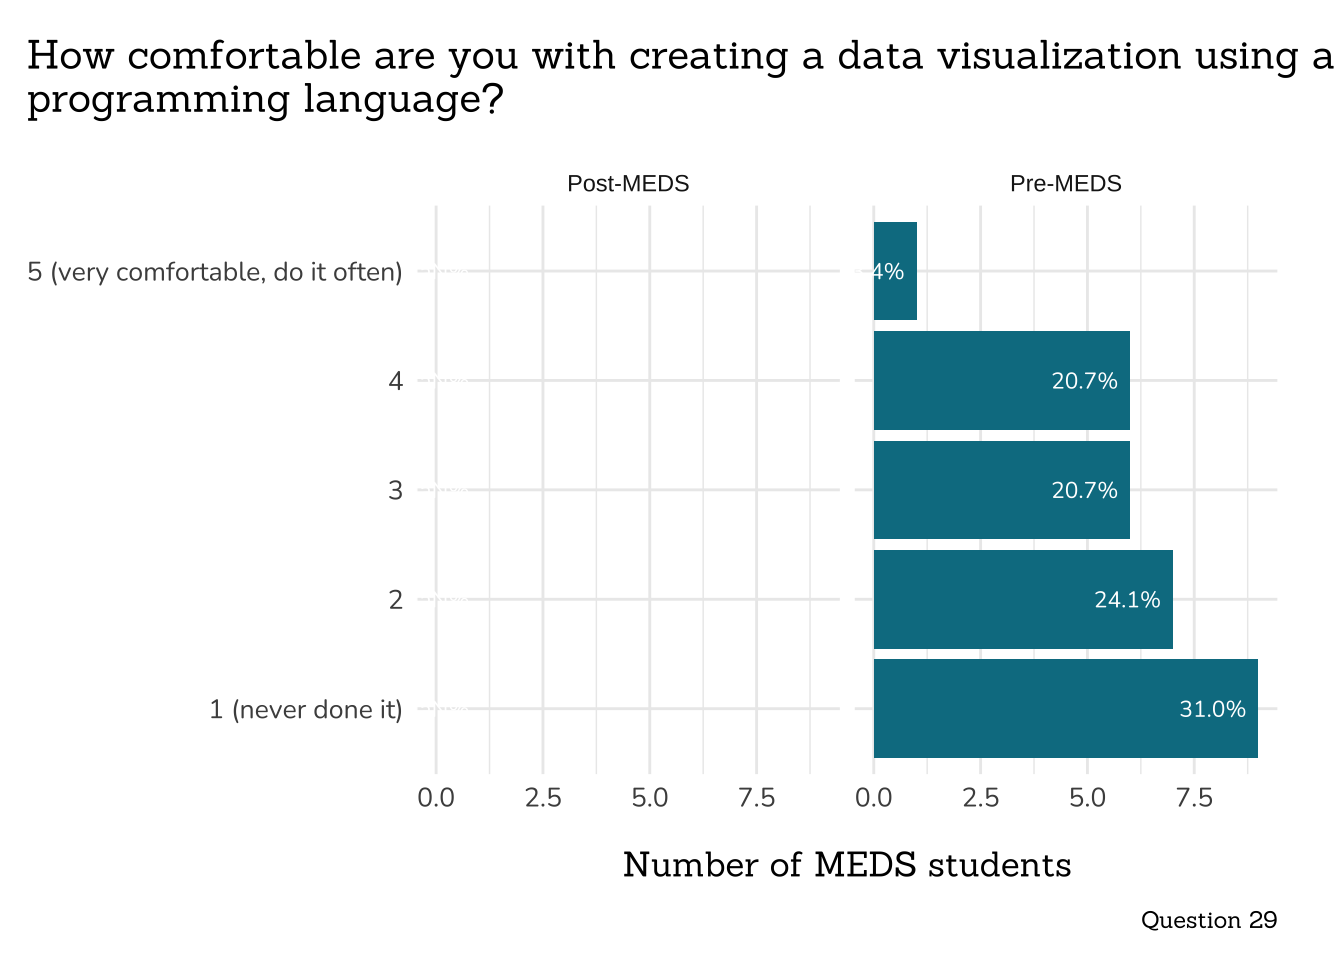 How comfortable are you with creating a data visualization using a
programming language?
Post-MEDS
Pre-MEDS
5 (very comfortable, do it often)
4%
4
20.7%
3
20.7%
2
24.1%
1 (never done it)
31.0%
0.0 2.5 5.0 7.5
0.0 2.5 5.0 7.5
Number of MEDS students
Question 29